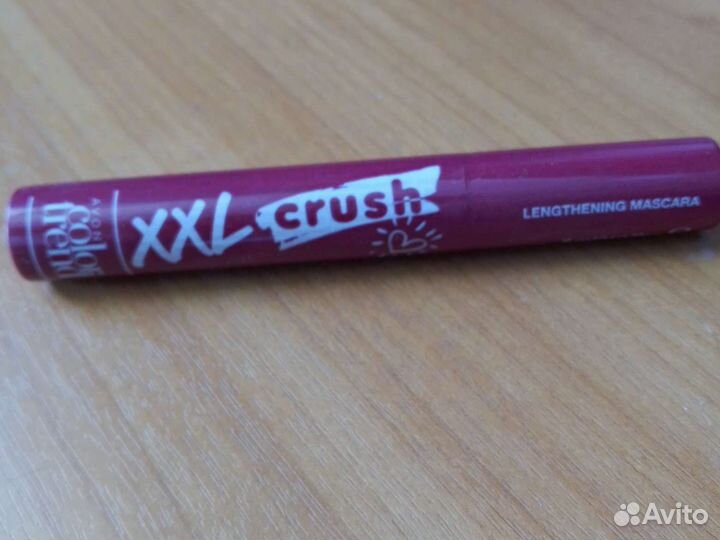 AVON
color
trend
XXL crush
LENGTHENING MASCARA
Avito